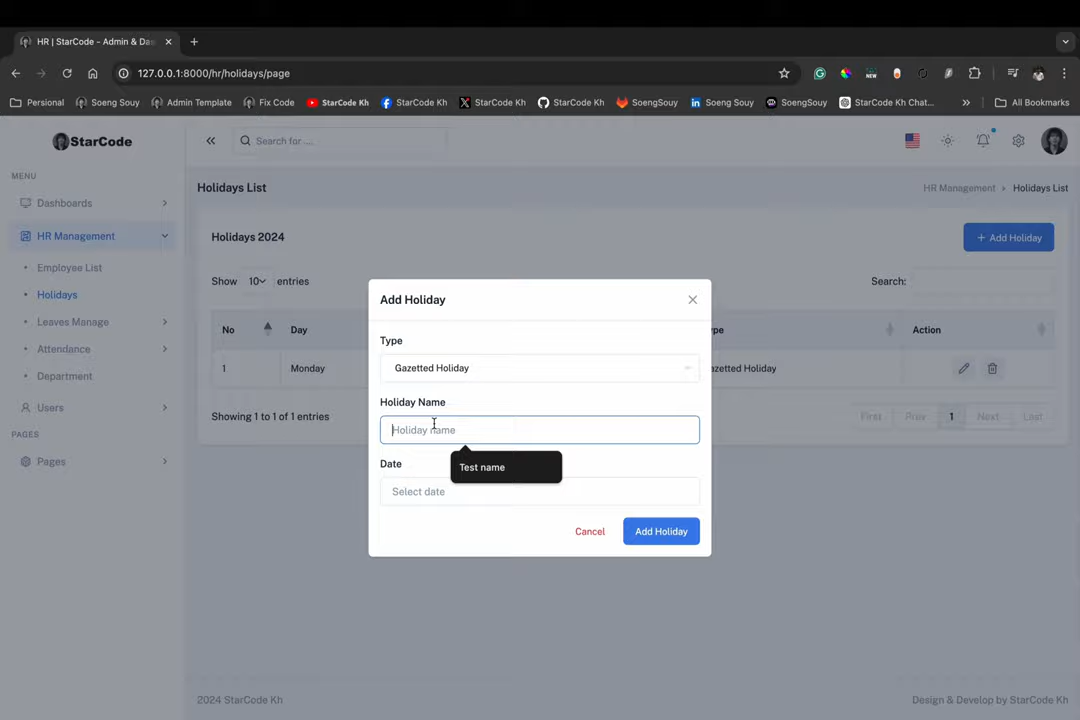 HR | StarCode - Admin & Das
127.0.0.1:8000/hr/holidays/page
NEW
Persional
Soeng Souy
Admin Template
Fix Code
StarCode Kh
StarCode Kh
StarCode Kh
StarCode Kh
SoengSouy
Soeng Souy
SoengSouy
StarCode Kh Chat...
All Bookmarks
StarCode
Search for ...
MENU
Dashboards
HR Management
Employee List
Holidays
Leaves Manage
Attendance
Department
Users
PAGES
Pages
Holidays List
HR Management
Holidays List
Holidays 2024
+ Add Holiday
Show 10 entries
Search:
No
Day
ype
Action
1
Monday
azetted Holiday
Showing 1 to 1 of 1 entries
First
Prev
1
Next
Last
Add Holiday
Type
Gazetted Holiday
Holiday Name
Holiday name
Test name
Date
Select date
Cancel
Add Holiday
2024 StarCode Kh
Design & Develop by StarCode Kh